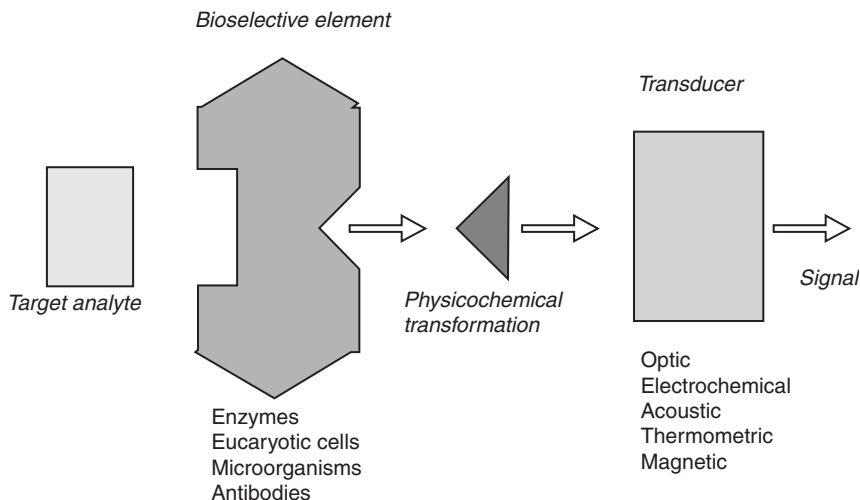 Bioselective element
Transducer
Target analyte
Physicochemical
transformation
Signal
Enzymes
Eucaryotic cells
Microorganisms
Antibodies
Optic
Electrochemical
Acoustic
Thermometric
Magnetic